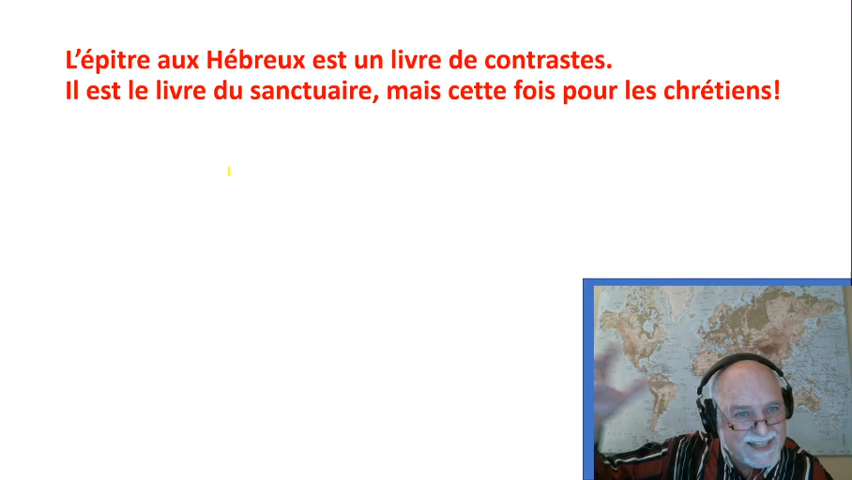 L’épitre aux Hébreux est un livre de contrastes.
Il est le livre du sanctuaire, mais cette fois pour les chrétiens!